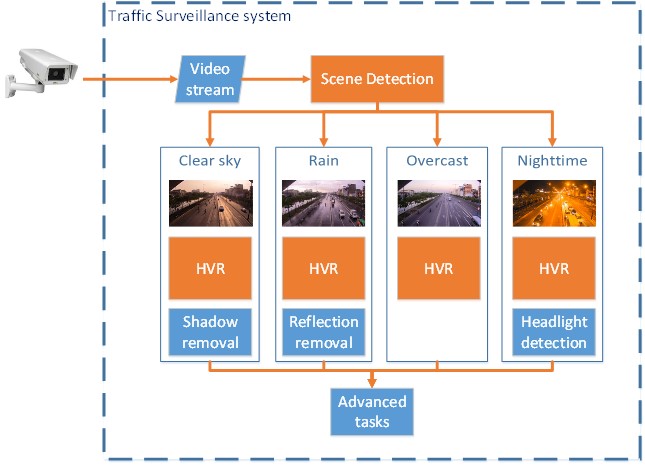 Traffic Surveillance system
Video
stream
Scene Detection
Clear sky
Rain
Overcast
Nighttime
HVR
HVR
HVR
HVR
Shadow
removal
Reflection
removal
Headlight
detection
Advanced
tasks